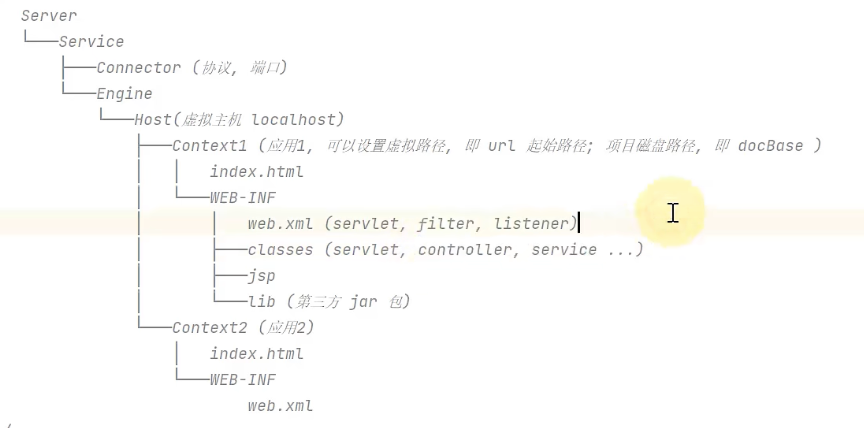 Server
└───Service
    ├───Connector (协议, 端口)
    └───Engine
        └───Host(虚拟主机 localhost)
            ├───Context1 (应用1, 可以设置虚拟路径, 即 url 起始路径; 项目磁盘路径, 即 docBase )
            │   │   index.html
            │   └───WEB-INF
            │       │   web.xml (servlet, filter, listener)
            │       ├───classes (servlet, controller, service ...)
            │       ├───jsp
            │       └───lib (第三方 jar 包)
            └───Context2 (应用2)
                │   index.html
                └───WEB-INF
                        web.xml